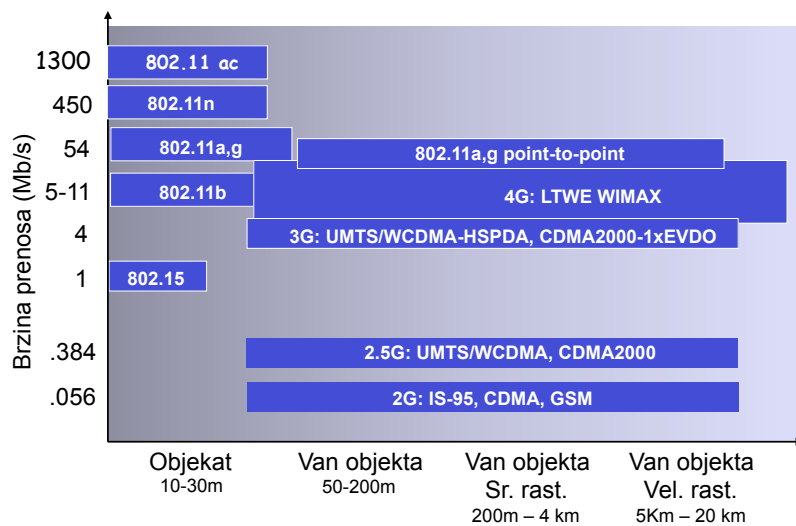 1300
802.11 ac
450
802.11n
54
802.11a,g
802.11a,g point-to-point
5-11
802.11b
4G: LTWE WIMAX
4
3G: UMTS/WCDMA-HSPDA, CDMA2000-1xEVDO
1
802.15
.384
2.5G: UMTS/WCDMA, CDMA2000
.056
2G: IS-95, CDMA, GSM
Brzina prenosa (Mb/s)
Objekat
10-30m
Van objekta
50-200m
Van objekta
Sr. rast.
200m – 4 km
Van objekta
Vel. rast.
5Km – 20 km